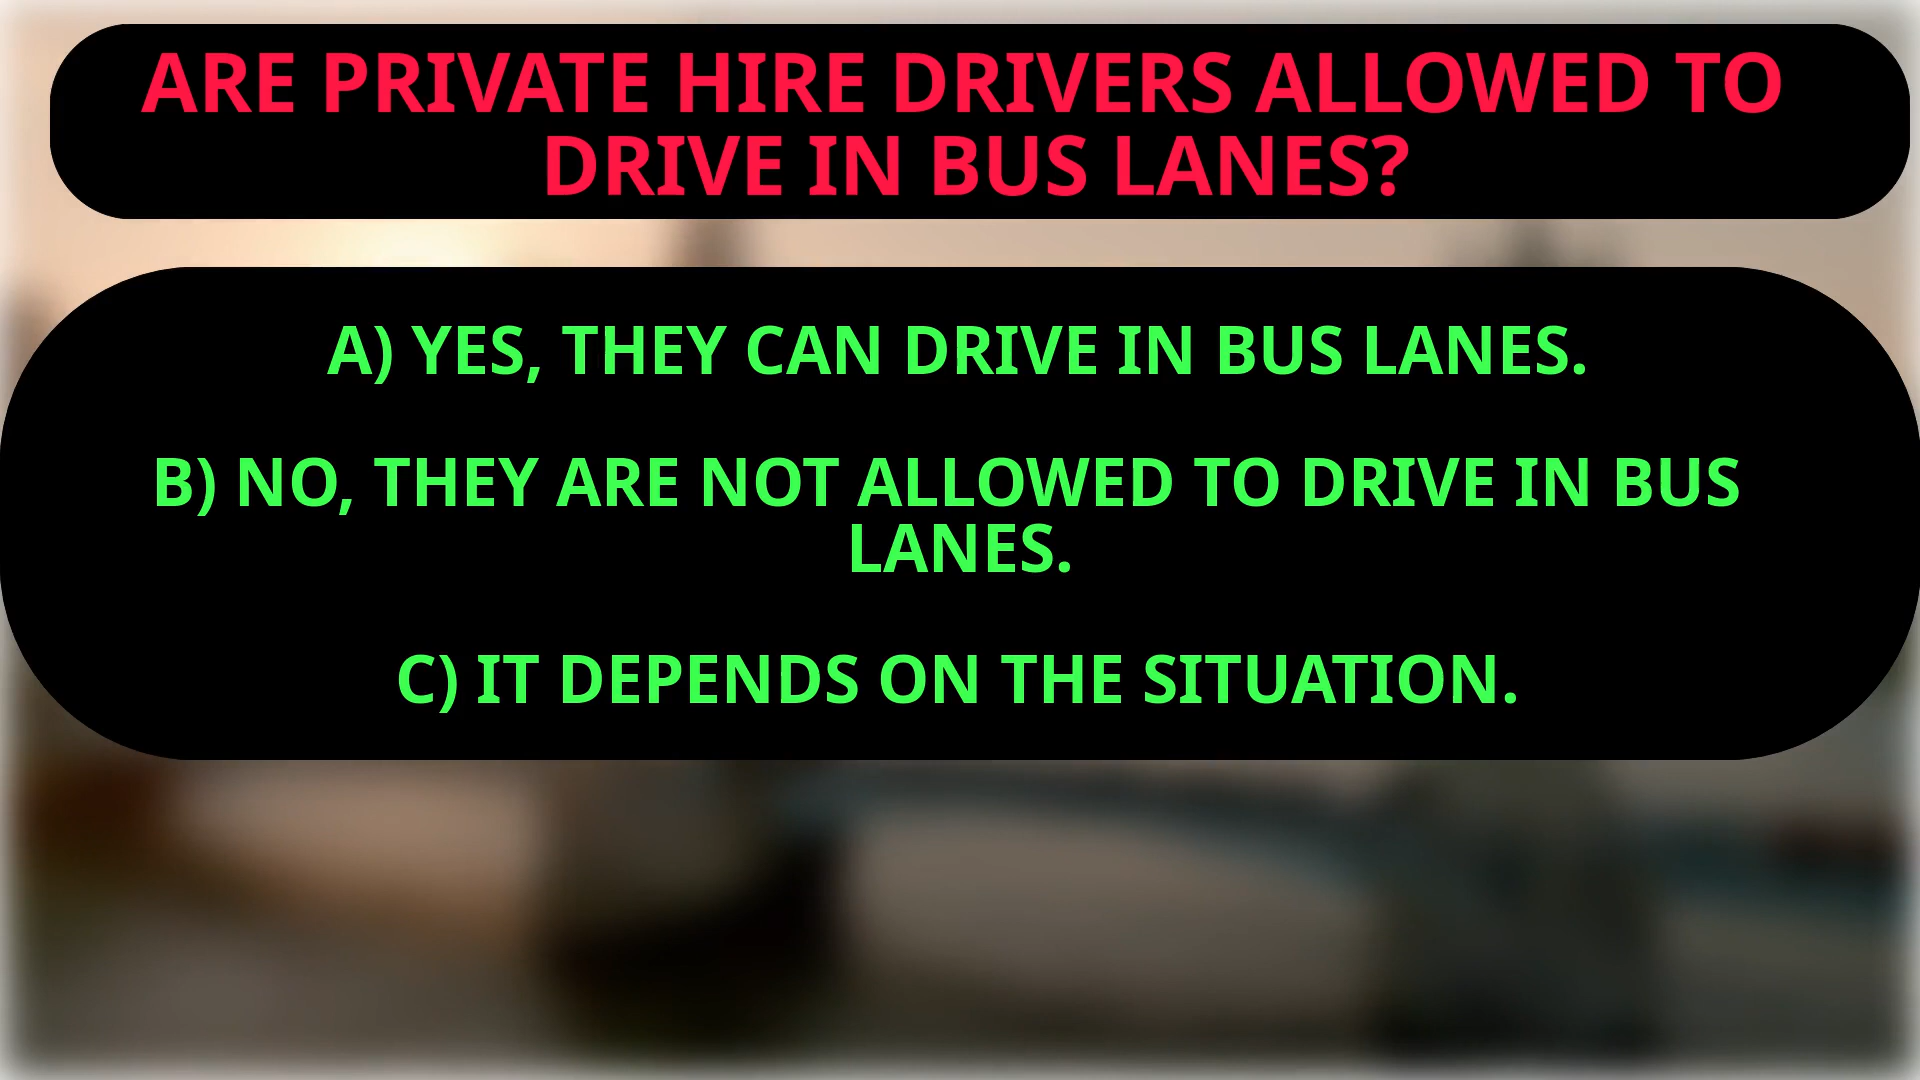 ARE PRIVATE HIRE DRIVERS ALLOWED TO
DRIVE IN BUS LANES?
A) YES, THEY CAN DRIVE IN BUS LANES.
B) NO, THEY ARE NOT ALLOWED TO DRIVE IN BUS
LANES.
C) IT DEPENDS ON THE SITUATION.